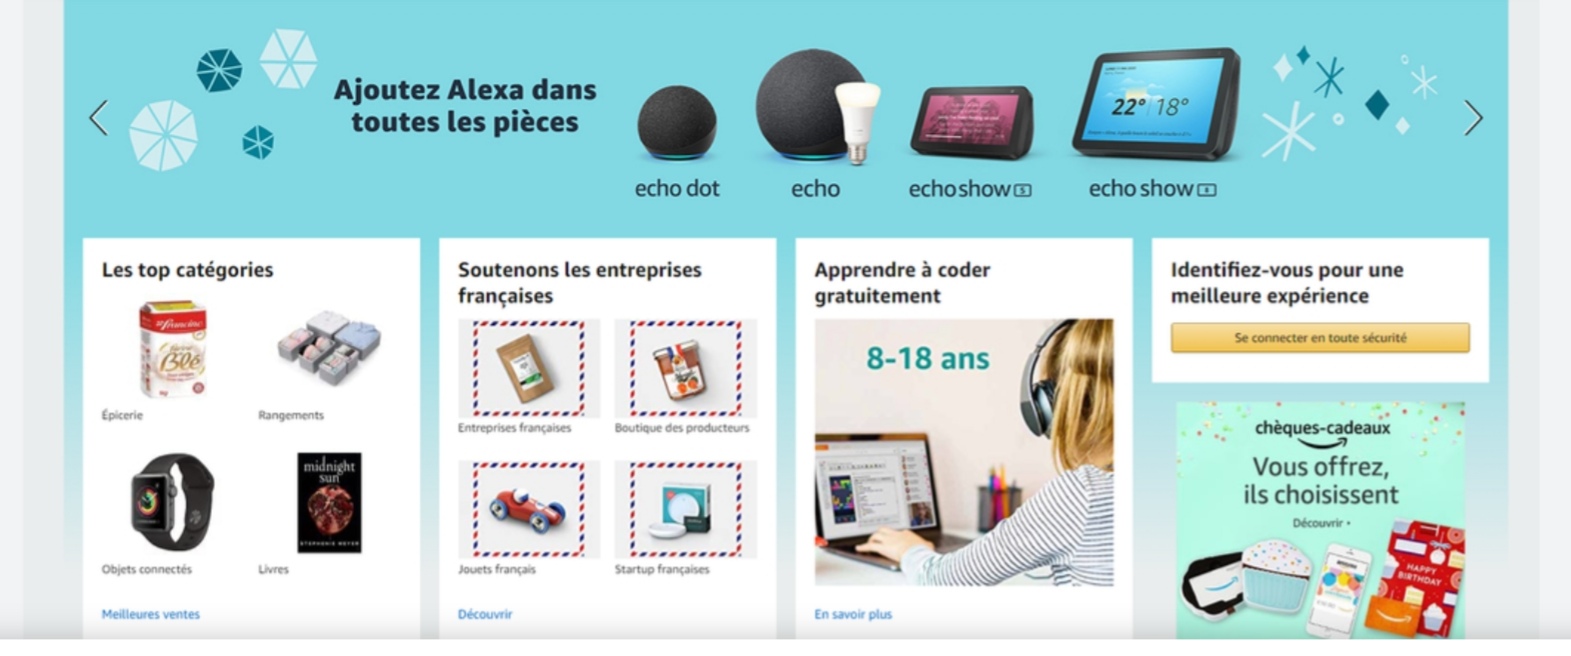 Ajoutez Alexa dans
toutes les pièces
22° 18°
echo dot
echo
echo show 5
echo show 8
Les top catégories
Francine
Blé
Épicerie
Rangements
midnight
sun
STEPHENIE MEYER
Objets connectés
Livres
Meilleures ventes
Soutenons les entreprises
françaises
Entreprises françaises
Boutique des producteurs
Jouets français
Startup françaises
Découvrir
Apprendre à coder
gratuitement
8-18 ans
En savoir plus
Identifiez-vous pour une
meilleure expérience
Se connecter en toute sécurité
chèques-cadeaux
Vous offrez,
ils choisissent
Découvrir
HAPPY
BIRTHDAY